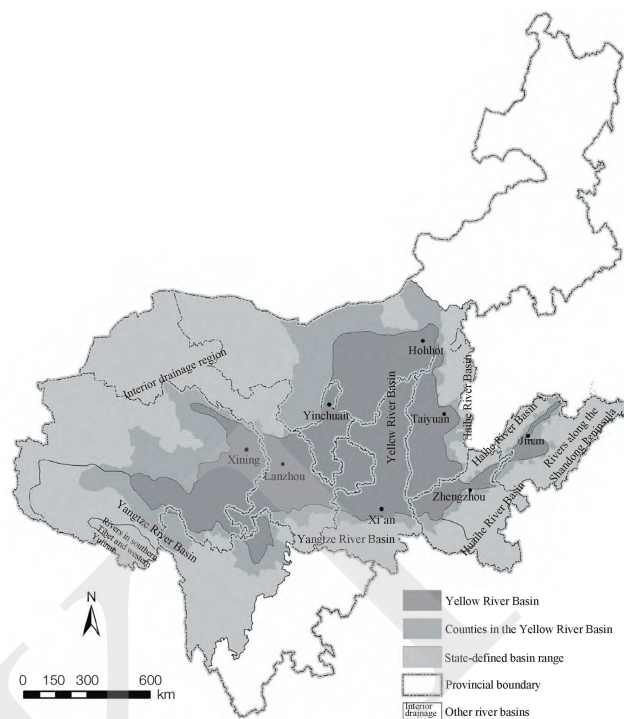 Interior drainage region
Hohhot
Haihe River Basin
Yinchuan
Yellow River Basin
Taiyuan
Haihe River Basin
Jinan
Rivers along the
Shandong Peninsula
Xining
Lanzhou
Zhengzhou
Xi'an
Huaihe River Basin
Yangtze River Basin
Yangtze River Basin
Rivers in southern
Tibet and western
Yunnan
N
0 150 300 600
km
Yellow River Basin
Counties in the Yellow River Basin
State-defined basin range
Provincial boundary
Interior
drainage
Other river basins